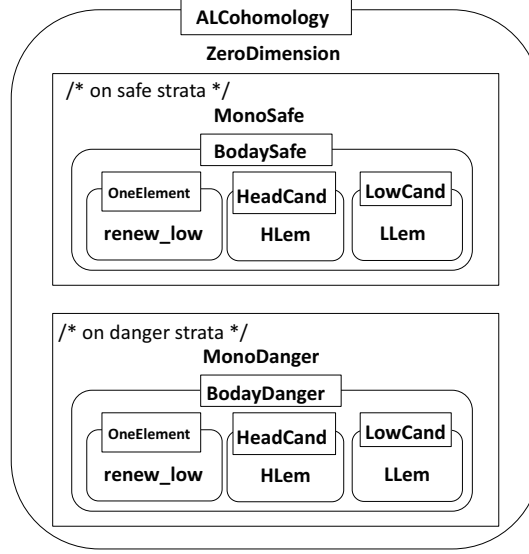 ALCohomology
ZeroDimension
/* on safe strata */
MonoSafe
BodaySafe
OneElement HeadCand LowCand
renew_low HLem LLem
/* on danger strata */
MonoDanger
BodayDanger
OneElement HeadCand LowCand
renew_low HLem LLem